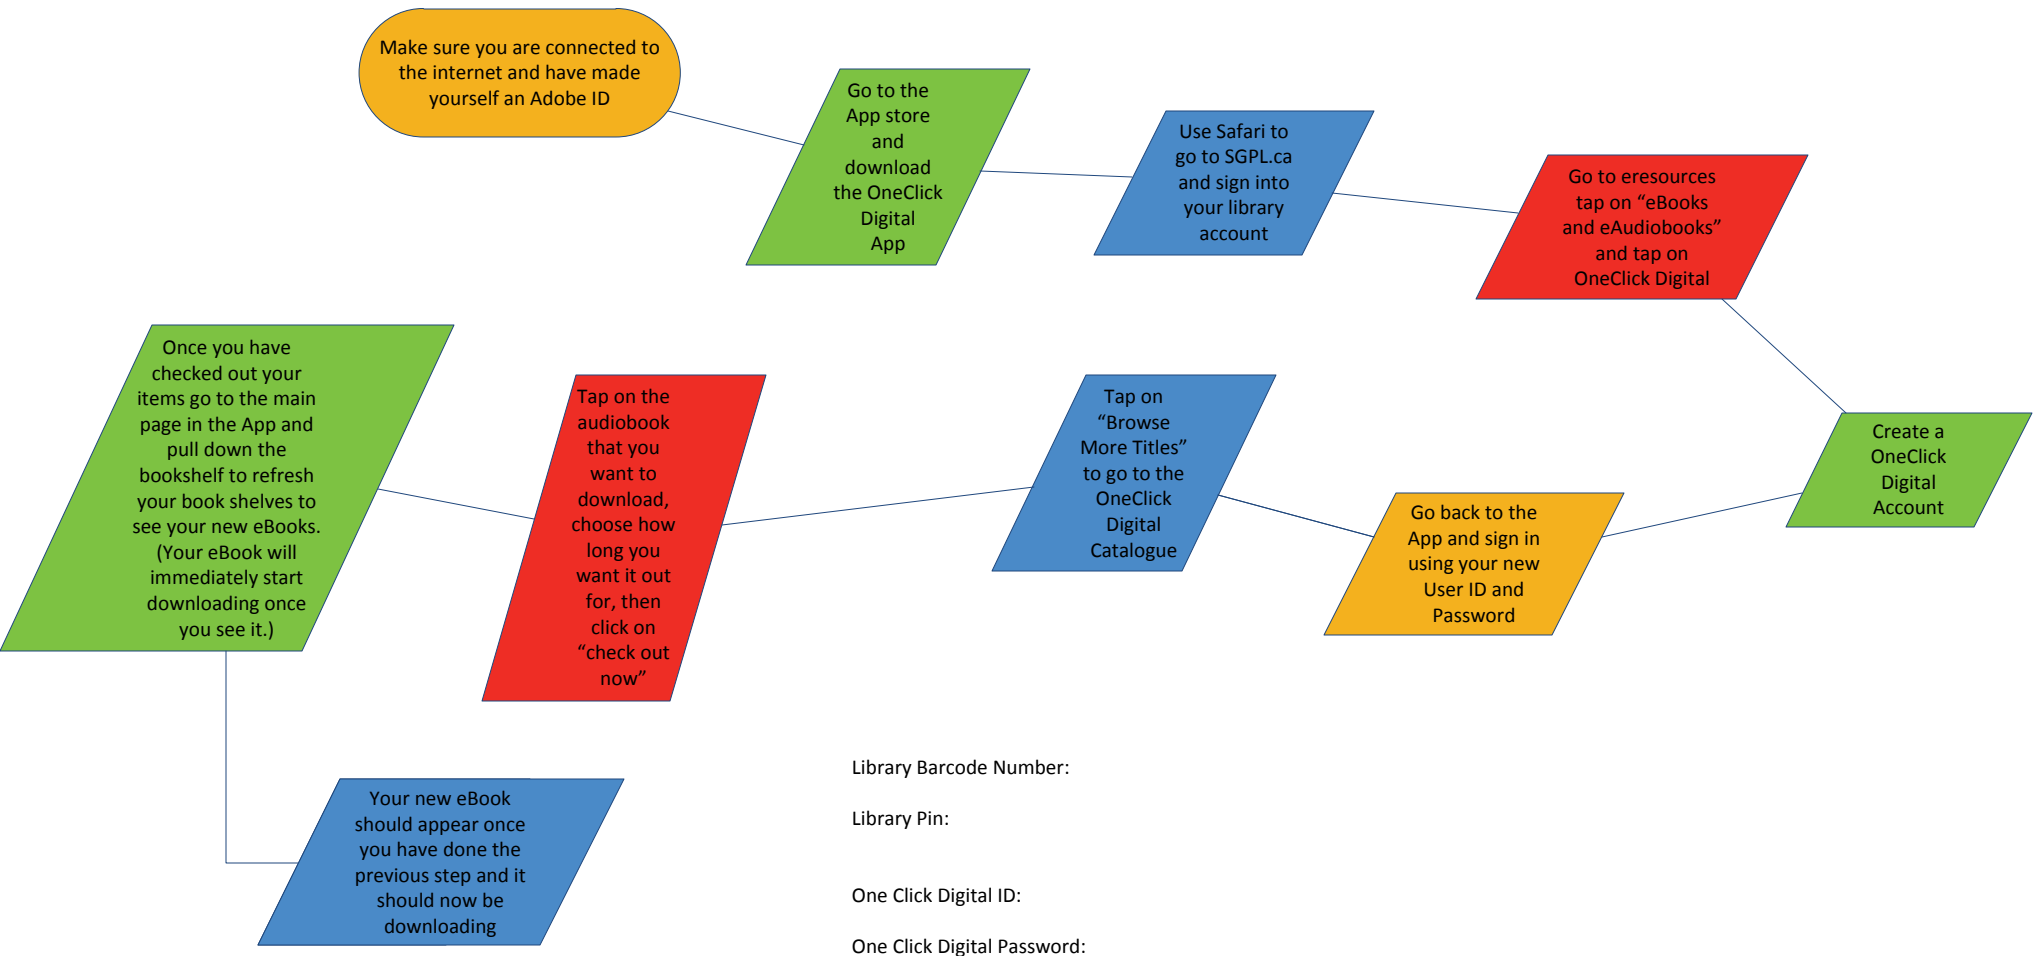 Make sure you are connected to
the internet and have made
yourself an Adobe ID
Go to the
App store
and
download
the OneClick
Digital
App
Use Safari to
go to SGPL.ca
and sign into
your library
account
Go to eresources
tap on “eBooks
and eAudiobooks”
and tap on
OneClick Digital
Create a
OneClick
Digital
Account
Go back to the
App and sign in
using your new
User ID and
Password
Tap on
“Browse
More Titles”
to go to the
OneClick
Digital
Catalogue
Tap on the
audiobook
that you
want to
download,
choose how
long you
want it out
for, then
click on
“check out
now”
Once you have
checked out your
items go to the main
page in the App and
pull down the
bookshelf to refresh
your book shelves to
see your new eBooks.
(Your eBook will
immediately start
downloading once
you see it.)
Your new eBook
should appear once
you have done the
previous step and it
should now be
downloading
Library Barcode Number:
Library Pin:
One Click Digital ID:
One Click Digital Password: